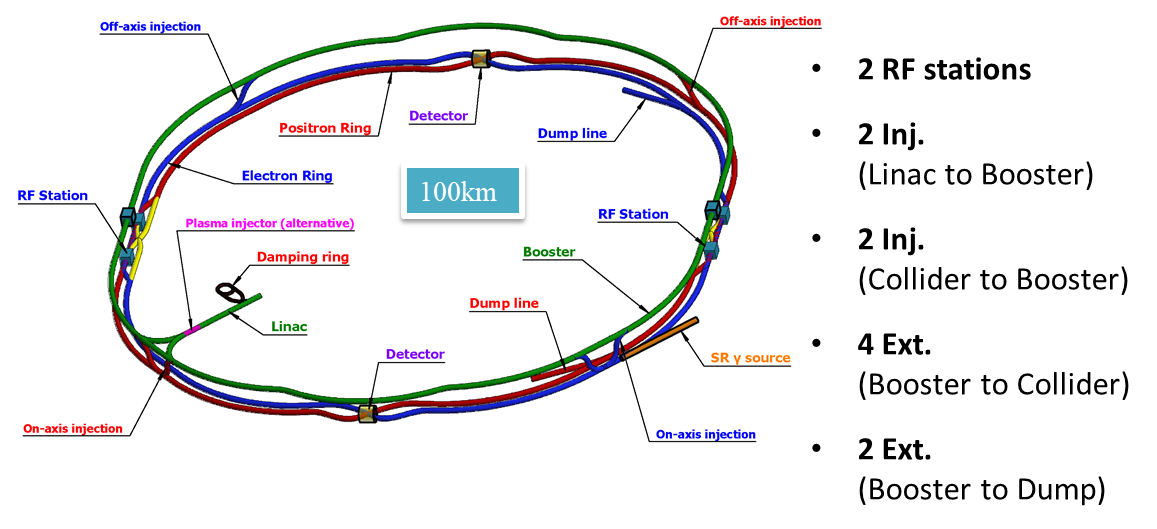 Off-axis injection
Off-axis injection
Positron Ring
Detector
Dump line
Electron Ring
100km
RF Station
Plasma injector (alternative)
RF Station
Damping ring
Booster
Dump line
Linac
Detector
SR γ source
On-axis injection
On-axis injection
• 2 RF stations
• 2 Inj.
(Linac to Booster)
• 2 Inj.
(Collider to Booster)
• 4 Ext.
(Booster to Collider)
• 2 Ext.
(Booster to Dump)